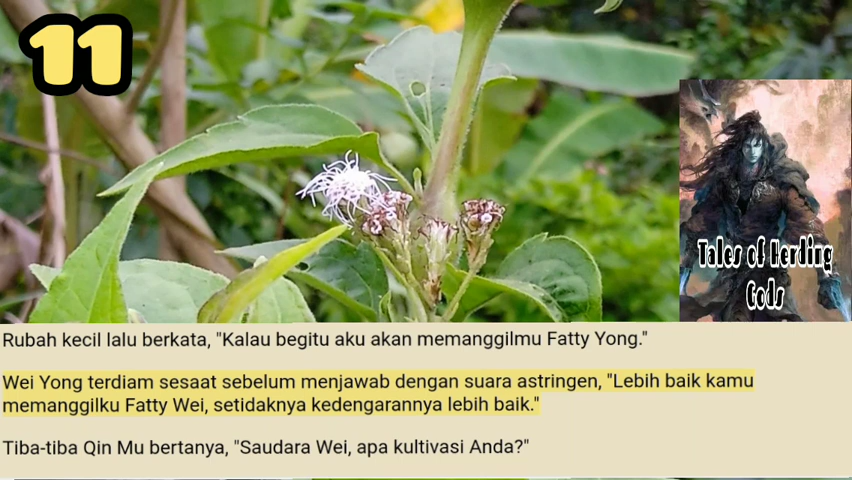 11
Tales of Herding
Gods
Rubah kecil lalu berkata, "Kalau begitu aku akan memanggilmu Fatty Yong."
Wei Yong terdiam sesaat sebelum menjawab dengan suara astringen, "Lebih baik kamu
memanggilku Fatty Wei, setidaknya kedengarannya lebih baik."
Tiba-tiba Qin Mu bertanya, "Saudara Wei, apa kultivasi Anda?"